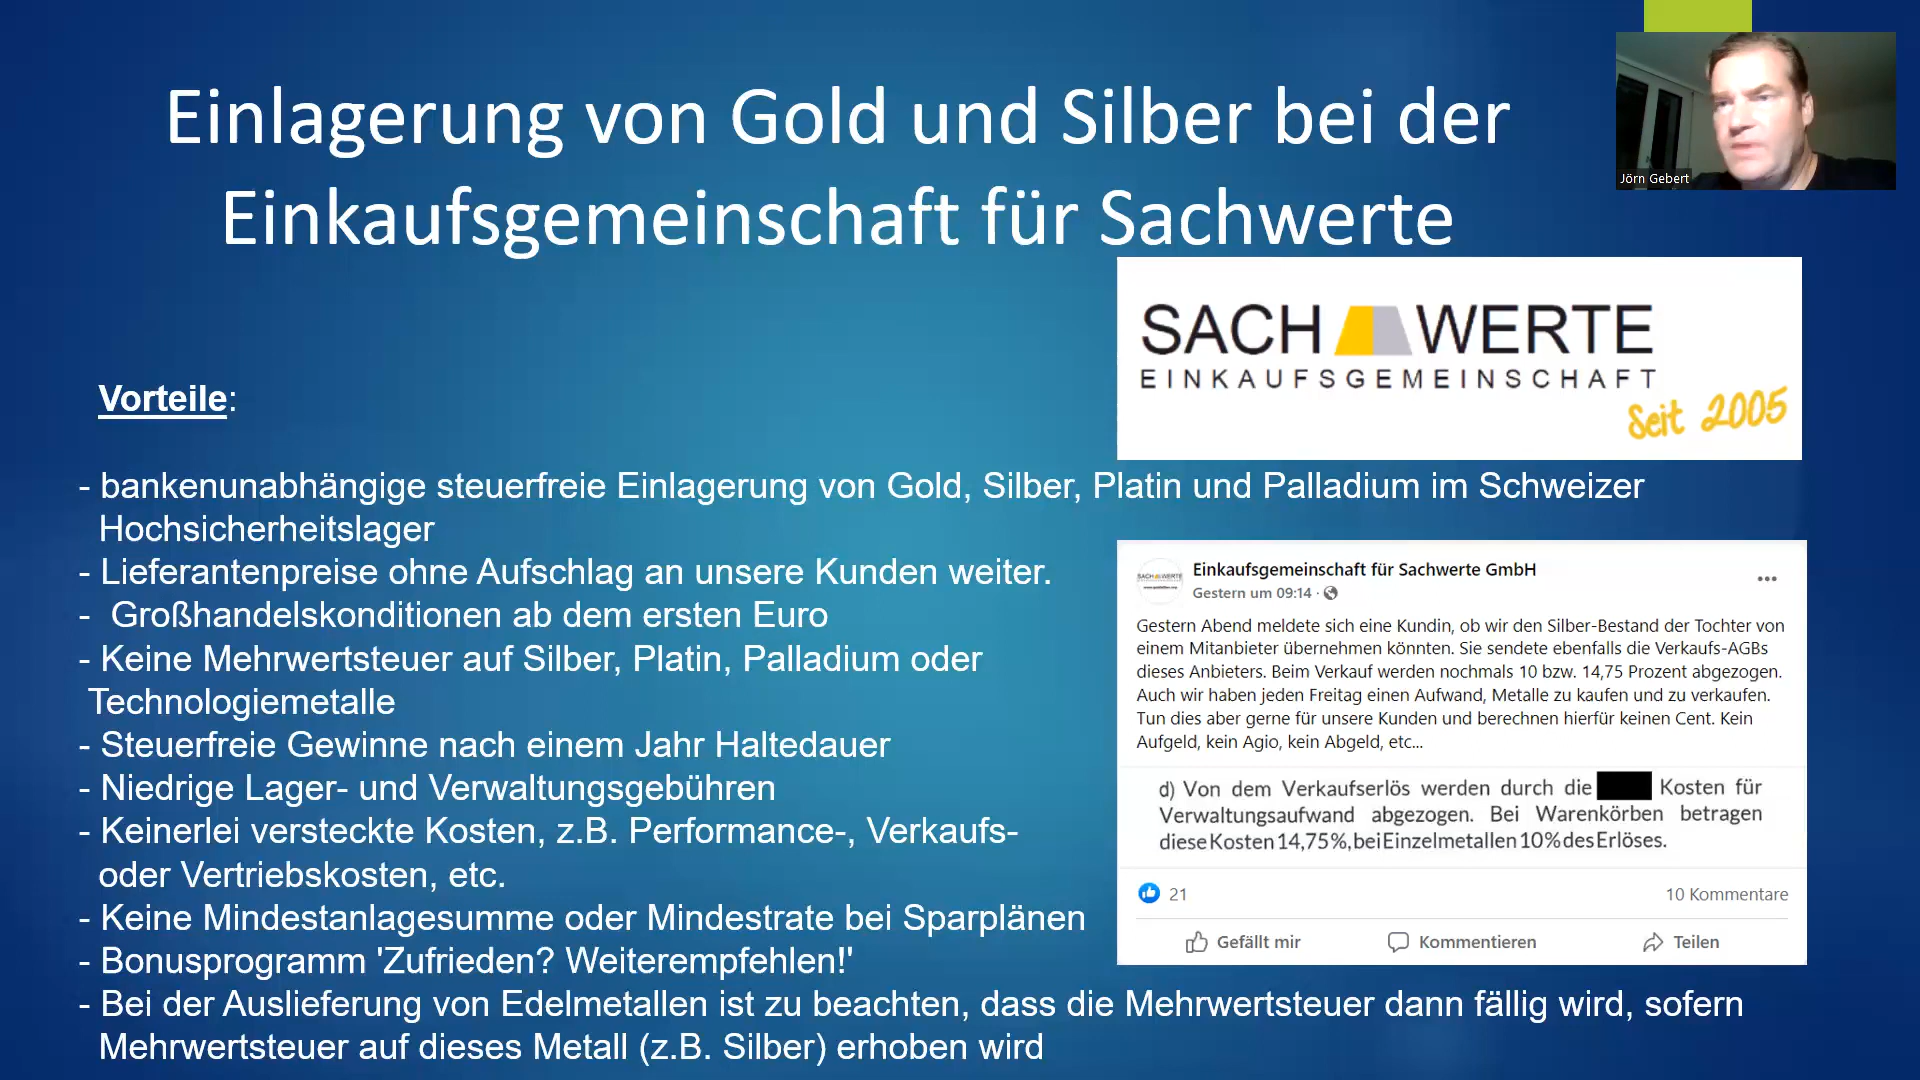 Einlagerung von Gold und Silber bei der
Einkaufsgemeinschaft für Sachwerte
Jörn Gebert
SACH WERTE
EINKAUFSGEMEINSCHAFT
Seit 2005
Vorteile:
- bankenunabhängige steuerfreie Einlagerung von Gold, Silber, Platin und Palladium im Schweizer
Hochsicherheitslager
- Lieferantenpreise ohne Aufschlag an unsere Kunden weiter.
- Großhandelskonditionen ab dem ersten Euro
- Keine Mehrwertsteuer auf Silber, Platin, Palladium oder
Technologiemetalle
- Steuerfreie Gewinne nach einem Jahr Haltedauer
- Niedrige Lager- und Verwaltungsgebühren
- Keinerlei versteckte Kosten, z.B. Performance-, Verkaufs-
oder Vertriebskosten, etc.
- Keine Mindestanlagesumme oder Mindestrate bei Sparplänen
- Bonusprogramm 'Zufrieden? Weiterempfehlen!'
- Bei der Auslieferung von Edelmetallen ist zu beachten, dass die Mehrwertsteuer dann fällig wird, sofern
Mehrwertsteuer auf dieses Metall (z.B. Silber) erhoben wird
SACH WERTE
Einkaufsgemeinschaft für Sachwerte GmbH
Gestern um 09:14 ·
Gestern Abend meldete sich eine Kundin, ob wir den Silber-Bestand der Tochter von
einem Mitanbieter übernehmen könnten. Sie sendete ebenfalls die Verkaufs-AGBs
dieses Anbieters. Beim Verkauf werden nochmals 10 bzw. 14,75 Prozent abgezogen.
Auch wir haben jeden Freitag einen Aufwand, Metalle zu kaufen und zu verkaufen.
Tun dies aber gerne für unsere Kunden und berechnen hierfür keinen Cent. Kein
Aufgeld, kein Agio, kein Abgeld, etc...
d) Von dem Verkaufserlös werden durch die Kosten für
Verwaltungsaufwand abgezogen. Bei Warenkörben betragen
diese Kosten 14,75%, bei Einzelmetallen 10% des Erlöses.
21
10 Kommentare
Gefällt mir
Kommentieren
Teilen